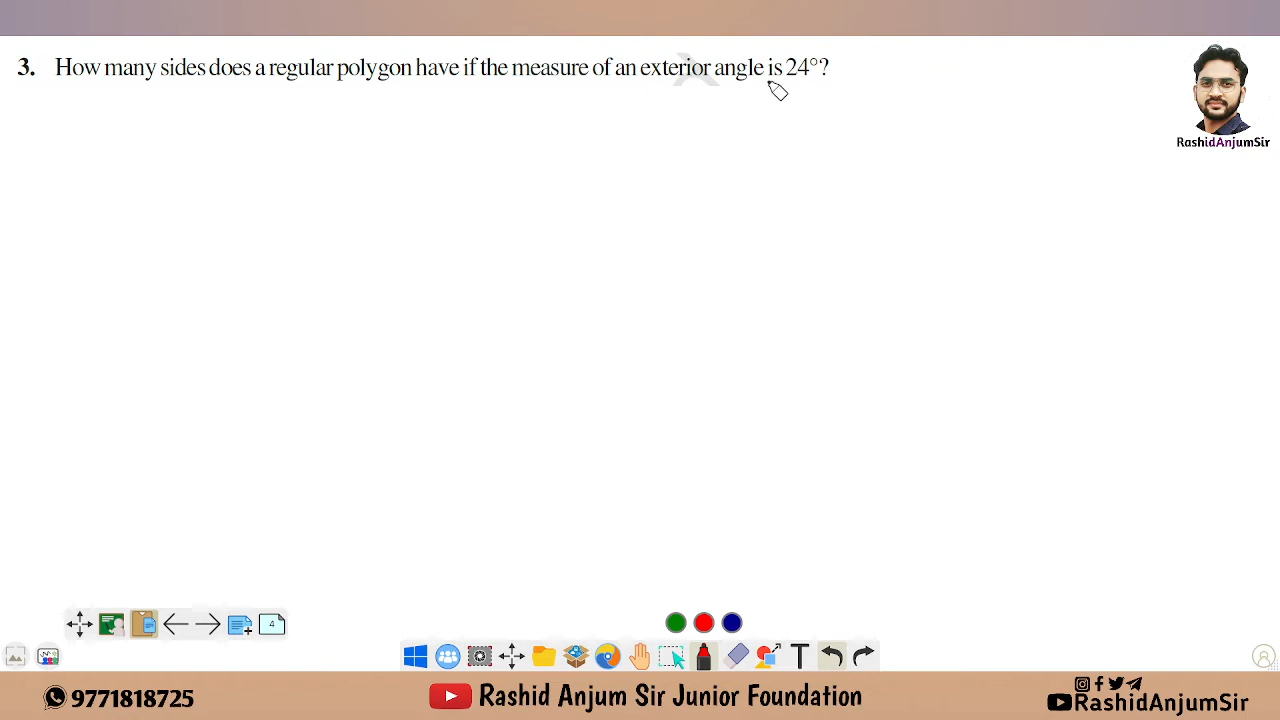 3. How many sides does a regular polygon have if the measure of an exterior angle is 24°?
RashidAnjumSir
4
T
9771818725
Rashid Anjum Sir Junior Foundation
RashidAnjumSir